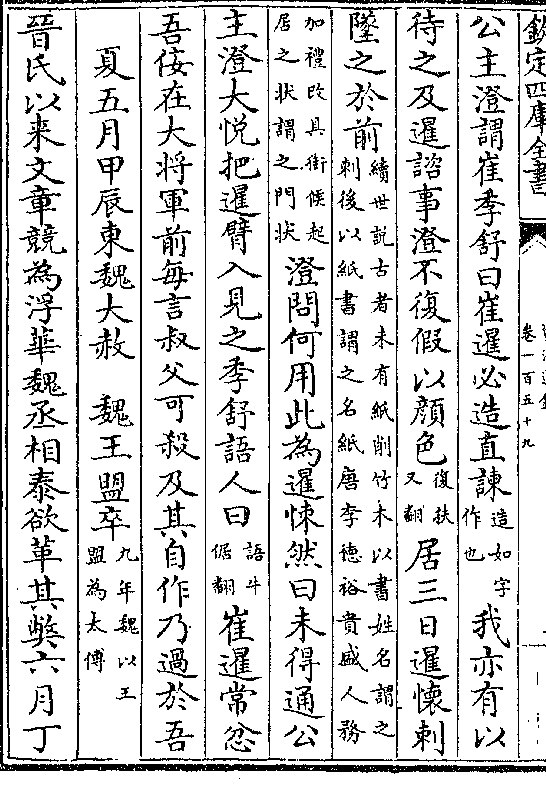 欽定四庫全書
卷一百五十九
公主澄謂崔季舒曰崔暹必造直諫造如字作也我亦有以
待之及暹諮事澄不復假以顔色復扶又翻居三日暹懷刺
墜之於前續世説古者未有紙削竹木以書姓名謂之刺後以紙書謂之名紙唐李德裕貴盛人務
加禮改具銜候起居之狀謂之門狀澄問何用此為暹悚然曰未得通公
主澄大悦把暹臂入見之季舒語人曰語牛倨翻崔暹常忿
吾佞在大將軍前每言叔父可殺及其自作乃過於吾
夏五月甲辰東魏大赦　魏王盟卒九年魏以王盟為太傅
晉氏以来文章競為浮華魏丞相泰欲革其弊六月丁